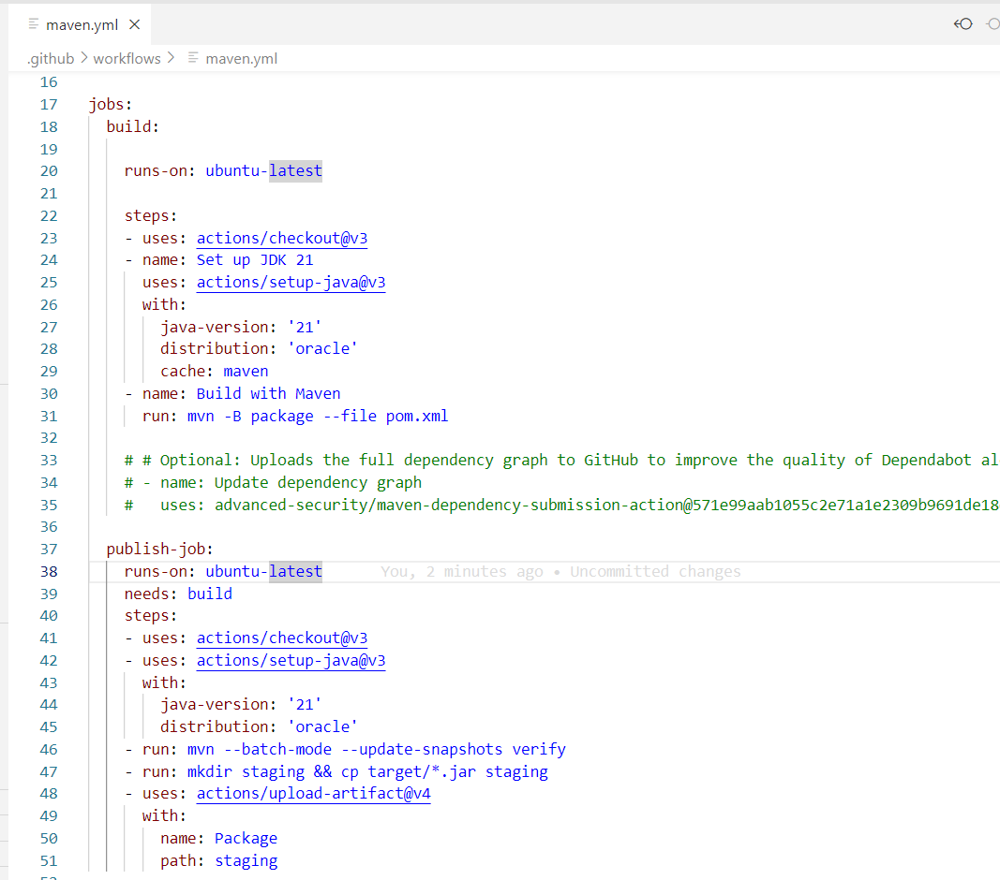 maven.yml
.github > workflows > maven.yml
16
17 jobs:
18 build:
19
20 runs-on: ubuntu-latest
21
22 steps:
23 - uses: actions/checkout@v3
24 - name: Set up JDK 21
25 uses: actions/setup-java@v3
26 with:
27 java-version: '21'
28 distribution: 'oracle'
29 cache: maven
30 - name: Build with Maven
31 run: mvn -B package --file pom.xml
32
33 # # Optional: Uploads the full dependency graph to GitHub to improve the quality of Dependabot al
34 # - name: Update dependency graph
35 # uses: advanced-security/maven-dependency-submission-action@571e99aab1055c2e71a1e2309b9691de18
36
37 publish-job:
38 runs-on: ubuntu-latest You, 2 minutes ago • Uncommitted changes
39 needs: build
40 steps:
41 - uses: actions/checkout@v3
42 - uses: actions/setup-java@v3
43 with:
44 java-version: '21'
45 distribution: 'oracle'
46 - run: mvn --batch-mode --update-snapshots verify
47 - run: mkdir staging && cp target/*.jar staging
48 - uses: actions/upload-artifact@v4
49 with:
50 name: Package
51 path: staging